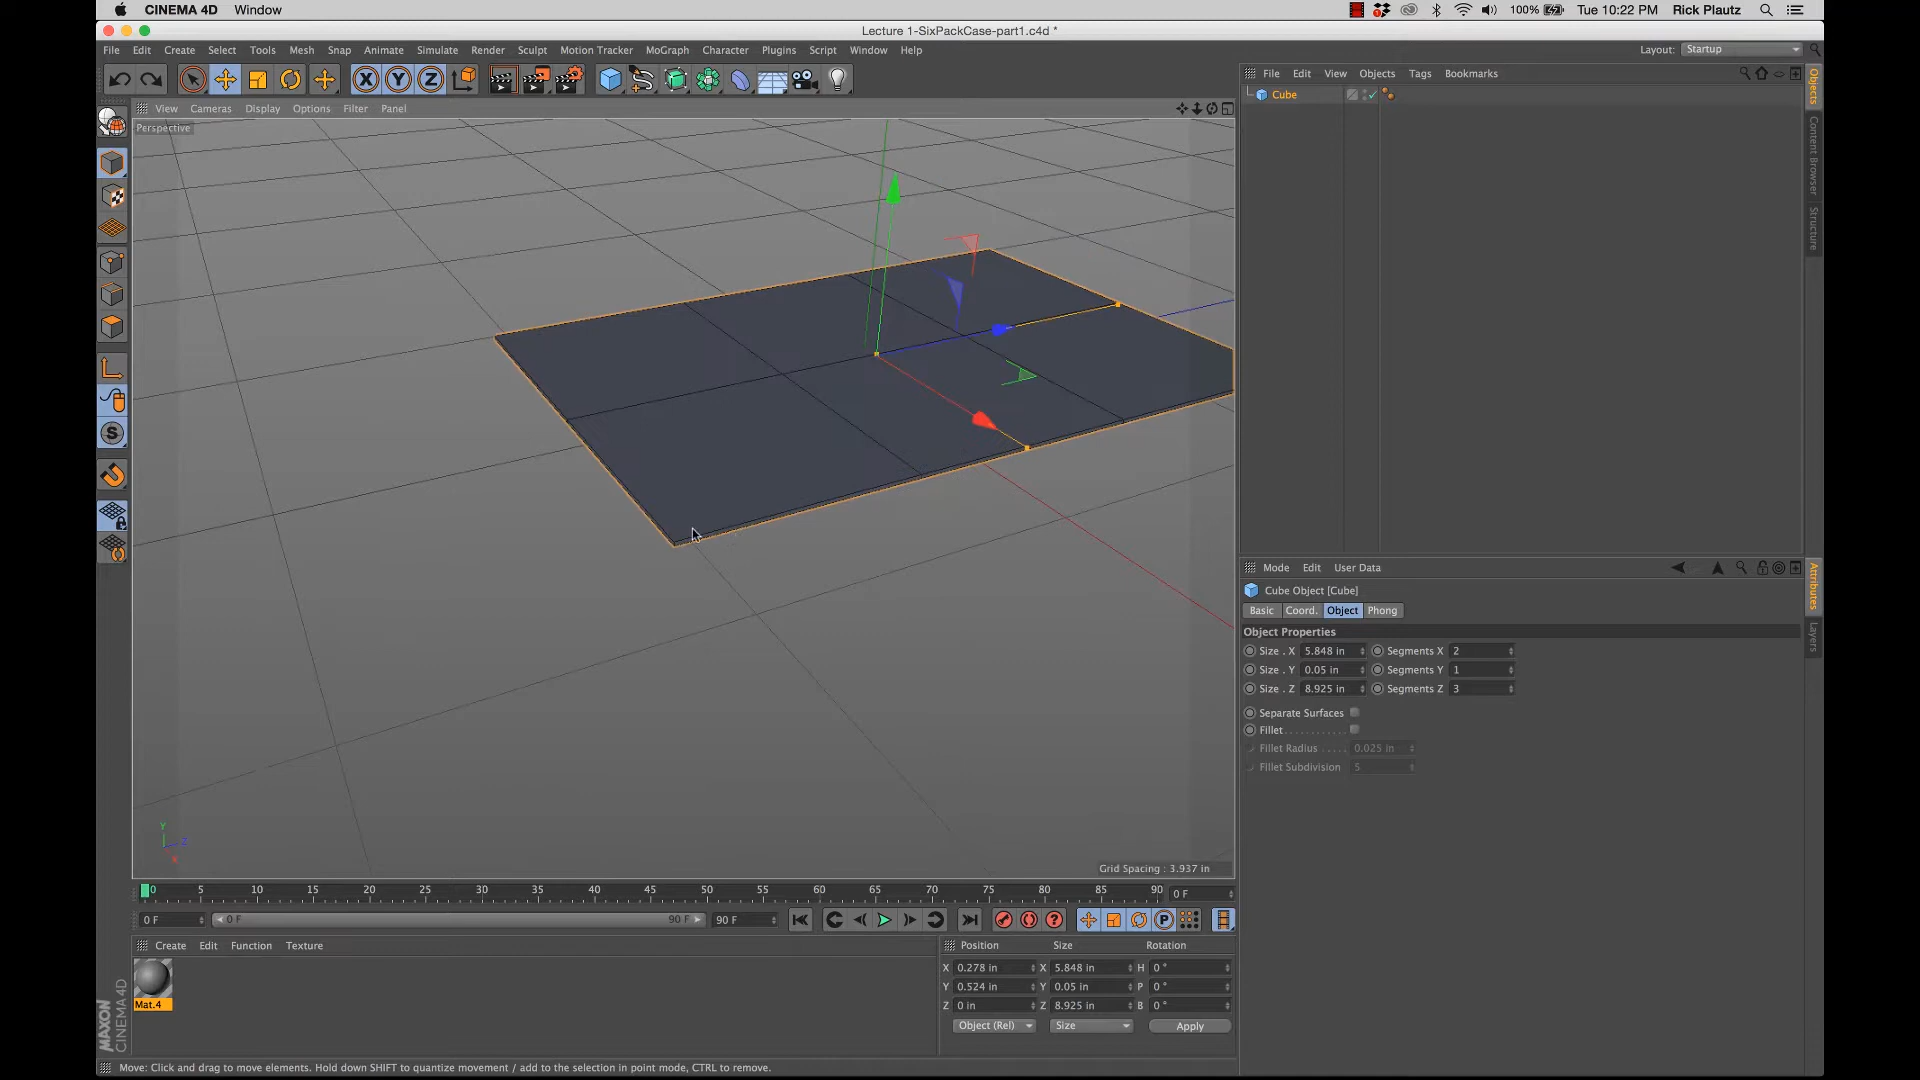 CINEMA 4D Window 100% Tue 10:22 PM Rick Plautz
Lecture 1-SixPackCase-part1.c4d *
File Edit Create Select Tools Mesh Snap Animate Simulate Render Sculpt Motion Tracker MoGraph Character Plugins Script Window Help Layout: Startup
X Y Z
File Edit View Objects Tags Bookmarks
Cube
Objects
Content Browser
Structure
View Cameras Display Options Filter Panel
Perspective
S
Y
Z
X
Grid Spacing : 3.937 in
Mode Edit User Data
Cube Object [Cube]
Basic Coord. Object Phong
Object Properties
Size . X 5.848 in Segments X 2
Size . Y 0.05 in Segments Y 1
Size . Z 8.925 in Segments Z 3
Separate Surfaces
Fillet
Fillet Radius 0.025 in
Fillet Subdivision 5
Attributes
Layers
0 5 10 15 20 25 30 35 40 45 50 55 60 65 70 75 80 85 90 0 F
0 F 0 F 90 F 90 F
? P
Create Edit Function Texture
Mat.4
Position Size Rotation
X 0.278 in X 5.848 in H 0 °
Y 0.524 in Y 0.05 in P 0 °
Z 0 in Z 8.925 in B 0 °
Object (Rel) Size Apply
MAXON
CINEMA 4D
Move: Click and drag to move elements. Hold down SHIFT to quantize movement / add to the selection in point mode, CTRL to remove.